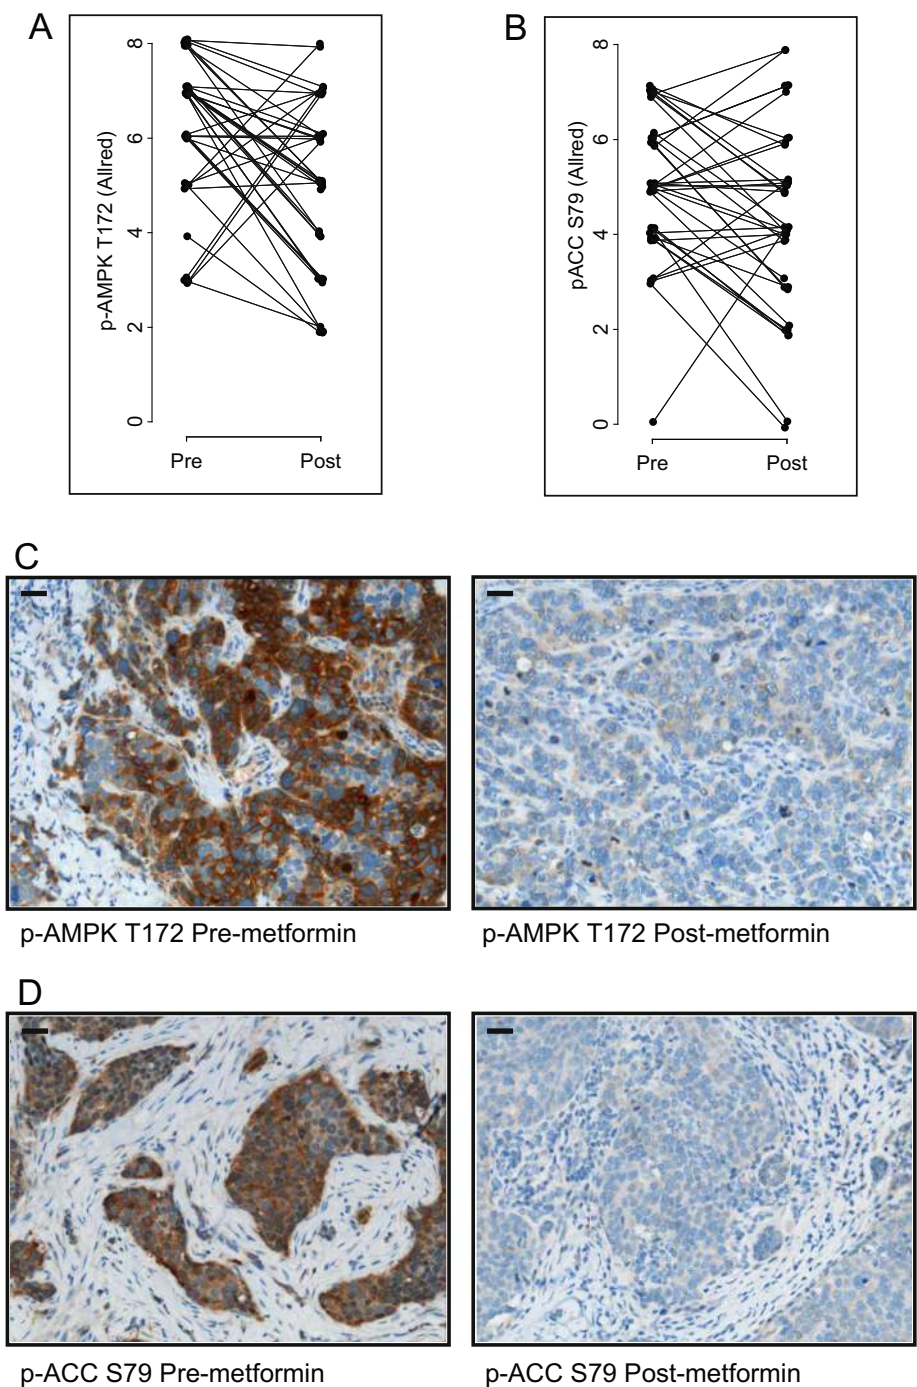 A
B
p-AMPK T172 (Allred)
8
6
4
2
0
Pre Post
pACC S79 (Allred)
8
6
4
2
0
Pre Post
C
p-AMPK T172 Pre-metformin
p-AMPK T172 Post-metformin
D
p-ACC S79 Pre-metformin
p-ACC S79 Post-metformin